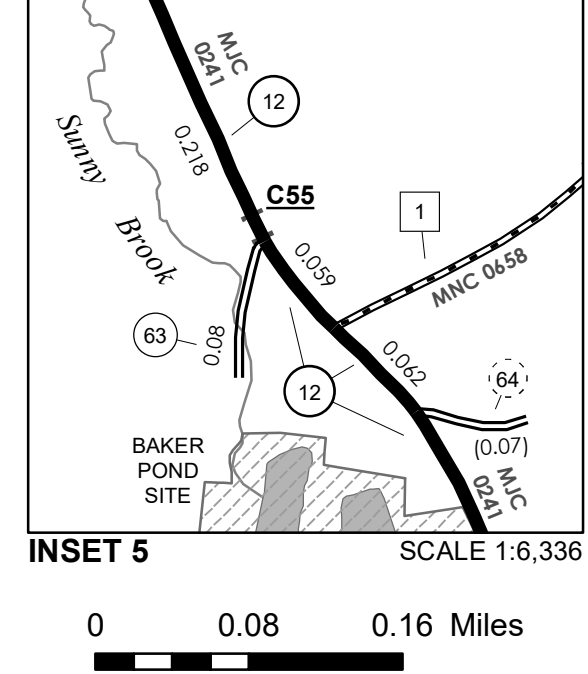 MJC
0241
12
0.218
Sunny
Brook
C55
1
0.059
MNC 0658
63
0.08
12
0.062
64
(0.07)
BAKER
POND
SITE
MJC
0241
INSET 5
SCALE 1:6,336
0 0.08 0.16 Miles